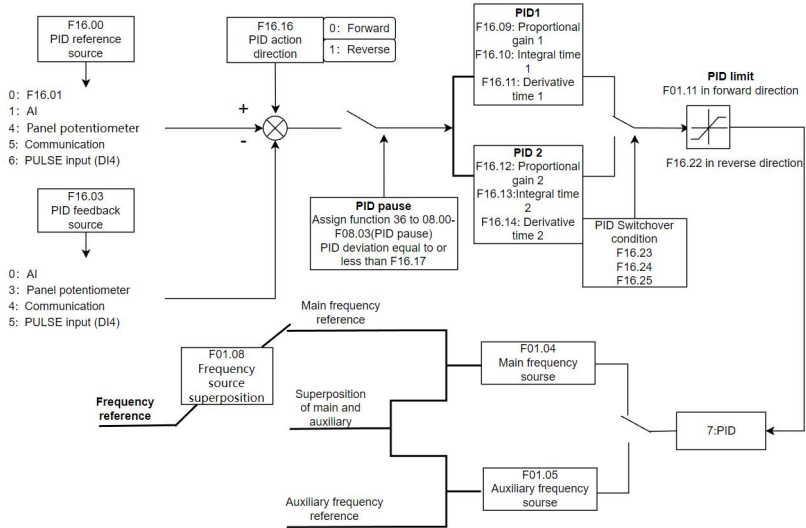 F16.00
PID reference
source
0: F16.01
1: AI
4: Panel potentiometer
5: Communication
6: PULSE input (DI4)
F16.03
PID feedback
source
0: AI
3: Panel potentiometer
4: Communication
5: PULSE input (DI4)
F16.16
PID action
direction
0: Forward
1: Reverse
+
-
PID pause
Assign function 36 to 08.00-
F08.03(PID pause)
PID deviation equal to or
less than F16.17
PID1
F16.09: Proportional
gain 1
F16.10: Integral time
1
F16.11: Derivative
time 1
PID 2
F16.12: Proportional
gain 2
F16.13:Integral time
2
F16.14: Derivative
time 2
PID Switchover
condition
F16.23
F16.24
F16.25
PID limit
F01.11 in forward direction
F16.22 in reverse direction
Main frequency
reference
F01.08
Frequency
source
superposition
Frequency
reference
Superposition
of main and
auxiliary
Auxiliary frequency
reference
F01.04
Main frequency
sourse
F01.05
Auxiliary frequency
sourse
7:PID